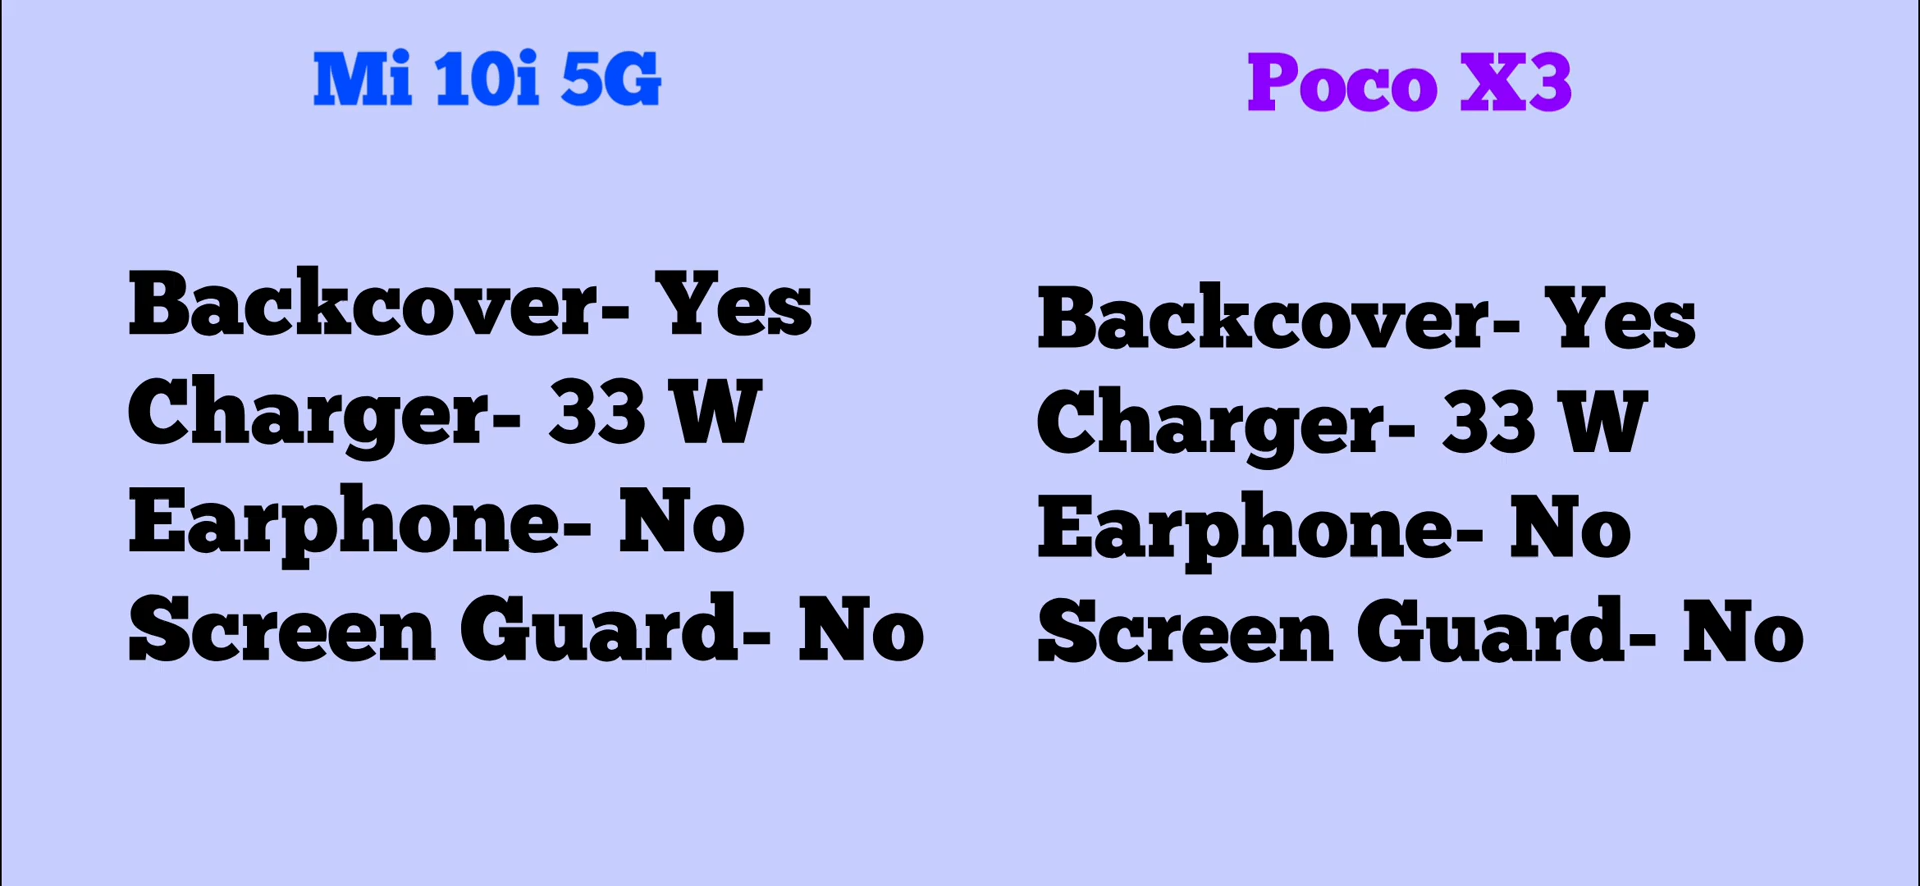 Mi 10i 5G
Backcover- Yes
Charger- 33 W
Earphone- No
Screen Guard- No
Poco X3
Backcover- Yes
Charger- 33 W
Earphone- No
Screen Guard- No